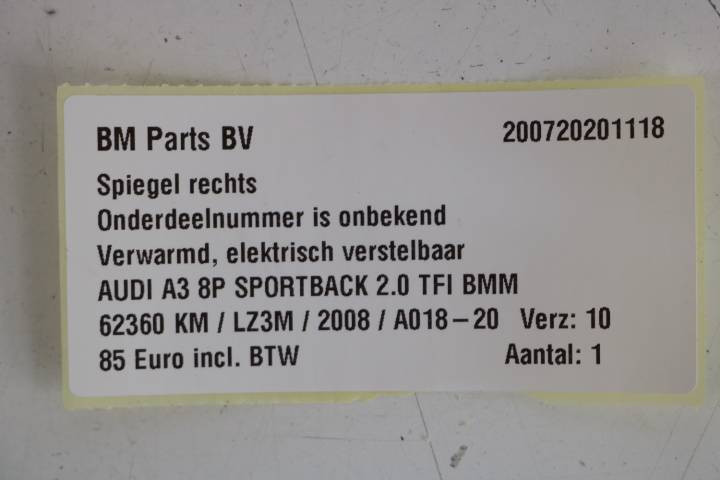 BM Parts BV 200720201118
Spiegel rechts
Onderdeelnummer is onbekend
Verwarmd, elektrisch verstelbaar
AUDI A3 8P SPORTBACK 2.0 TFI BMM
62360 KM / LZ3M / 2008 / A018-20 Verz: 10
85 Euro incl. BTW Aantal: 1